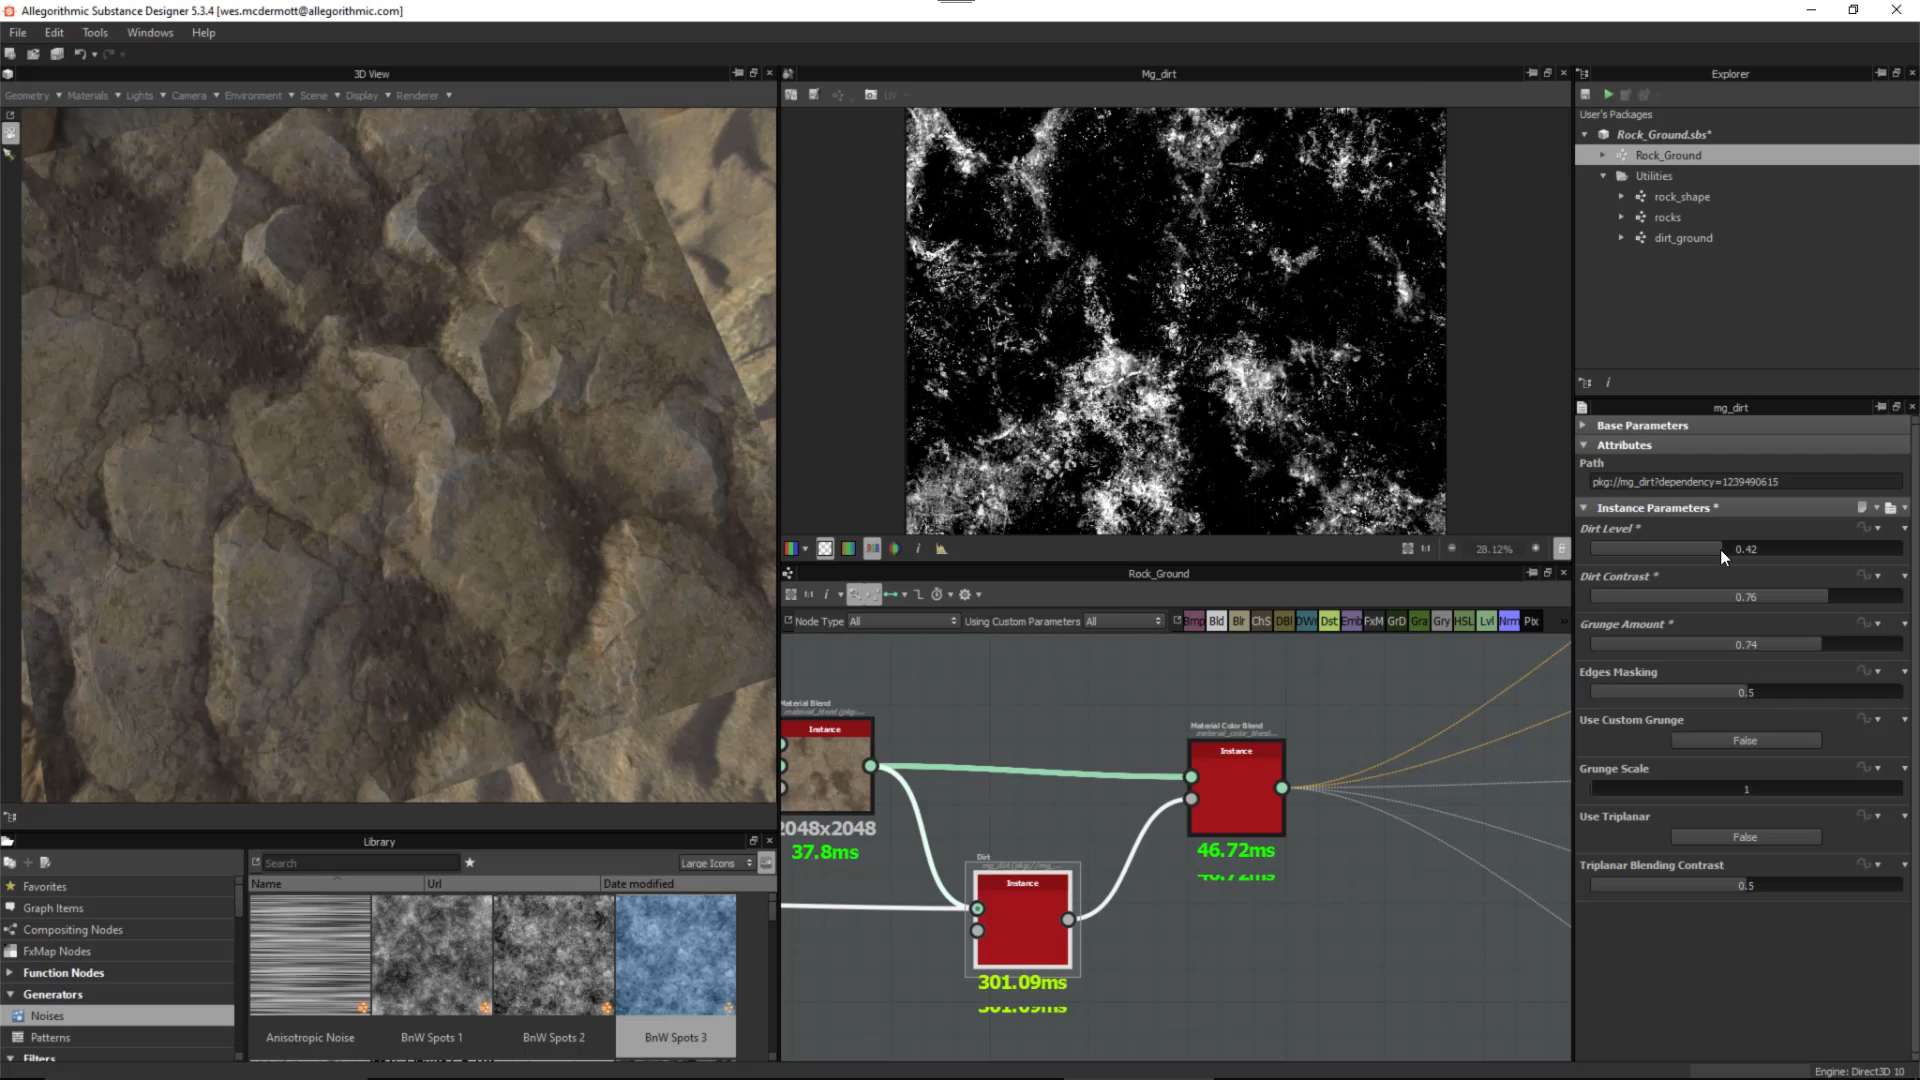 Allegorithmic Substance Designer 5.3.4 [wes.mcdermott@allegorithmic.com]
File Edit Tools Windows Help
3D View
Geometry Materials Lights Camera Environment Scene Display Renderer
Mg_dirt
UV
28.12%
Rock_Ground
Node Type All Using Custom Parameters All
Bmp Bld Blr ChS DBl DWr Dst Emb FxM GrD Gra Gry HSL Lvl Nrm Pix
Material Blend
Instance
2048x2048
37.8ms
Material Color Blend
material_color_blend...
Instance
46.72ms
46.72ms
Dirt
Instance
301.09ms
301.09ms
Library
Search
Large Icons
Name Url Date modified
Favorites
Graph Items
Compositing Nodes
FxMap Nodes
Function Nodes
Generators
Noises
Patterns
Filters
Anisotropic Noise
BnW Spots 1
BnW Spots 2
BnW Spots 3
Explorer
User's Packages
Rock_Ground.sbs*
Rock_Ground
Utilities
rock_shape
rocks
dirt_ground
mg_dirt
Base Parameters
Attributes
Path
pkg://mg_dirt?dependency=1239490615
Instance Parameters *
Dirt Level *
0.42
Dirt Contrast *
0.76
Grunge Amount *
0.74
Edges Masking
0.5
Use Custom Grunge
False
Grunge Scale
1
Use Triplanar
False
Triplanar Blending Contrast
0.5
Engine: Direct3D 10